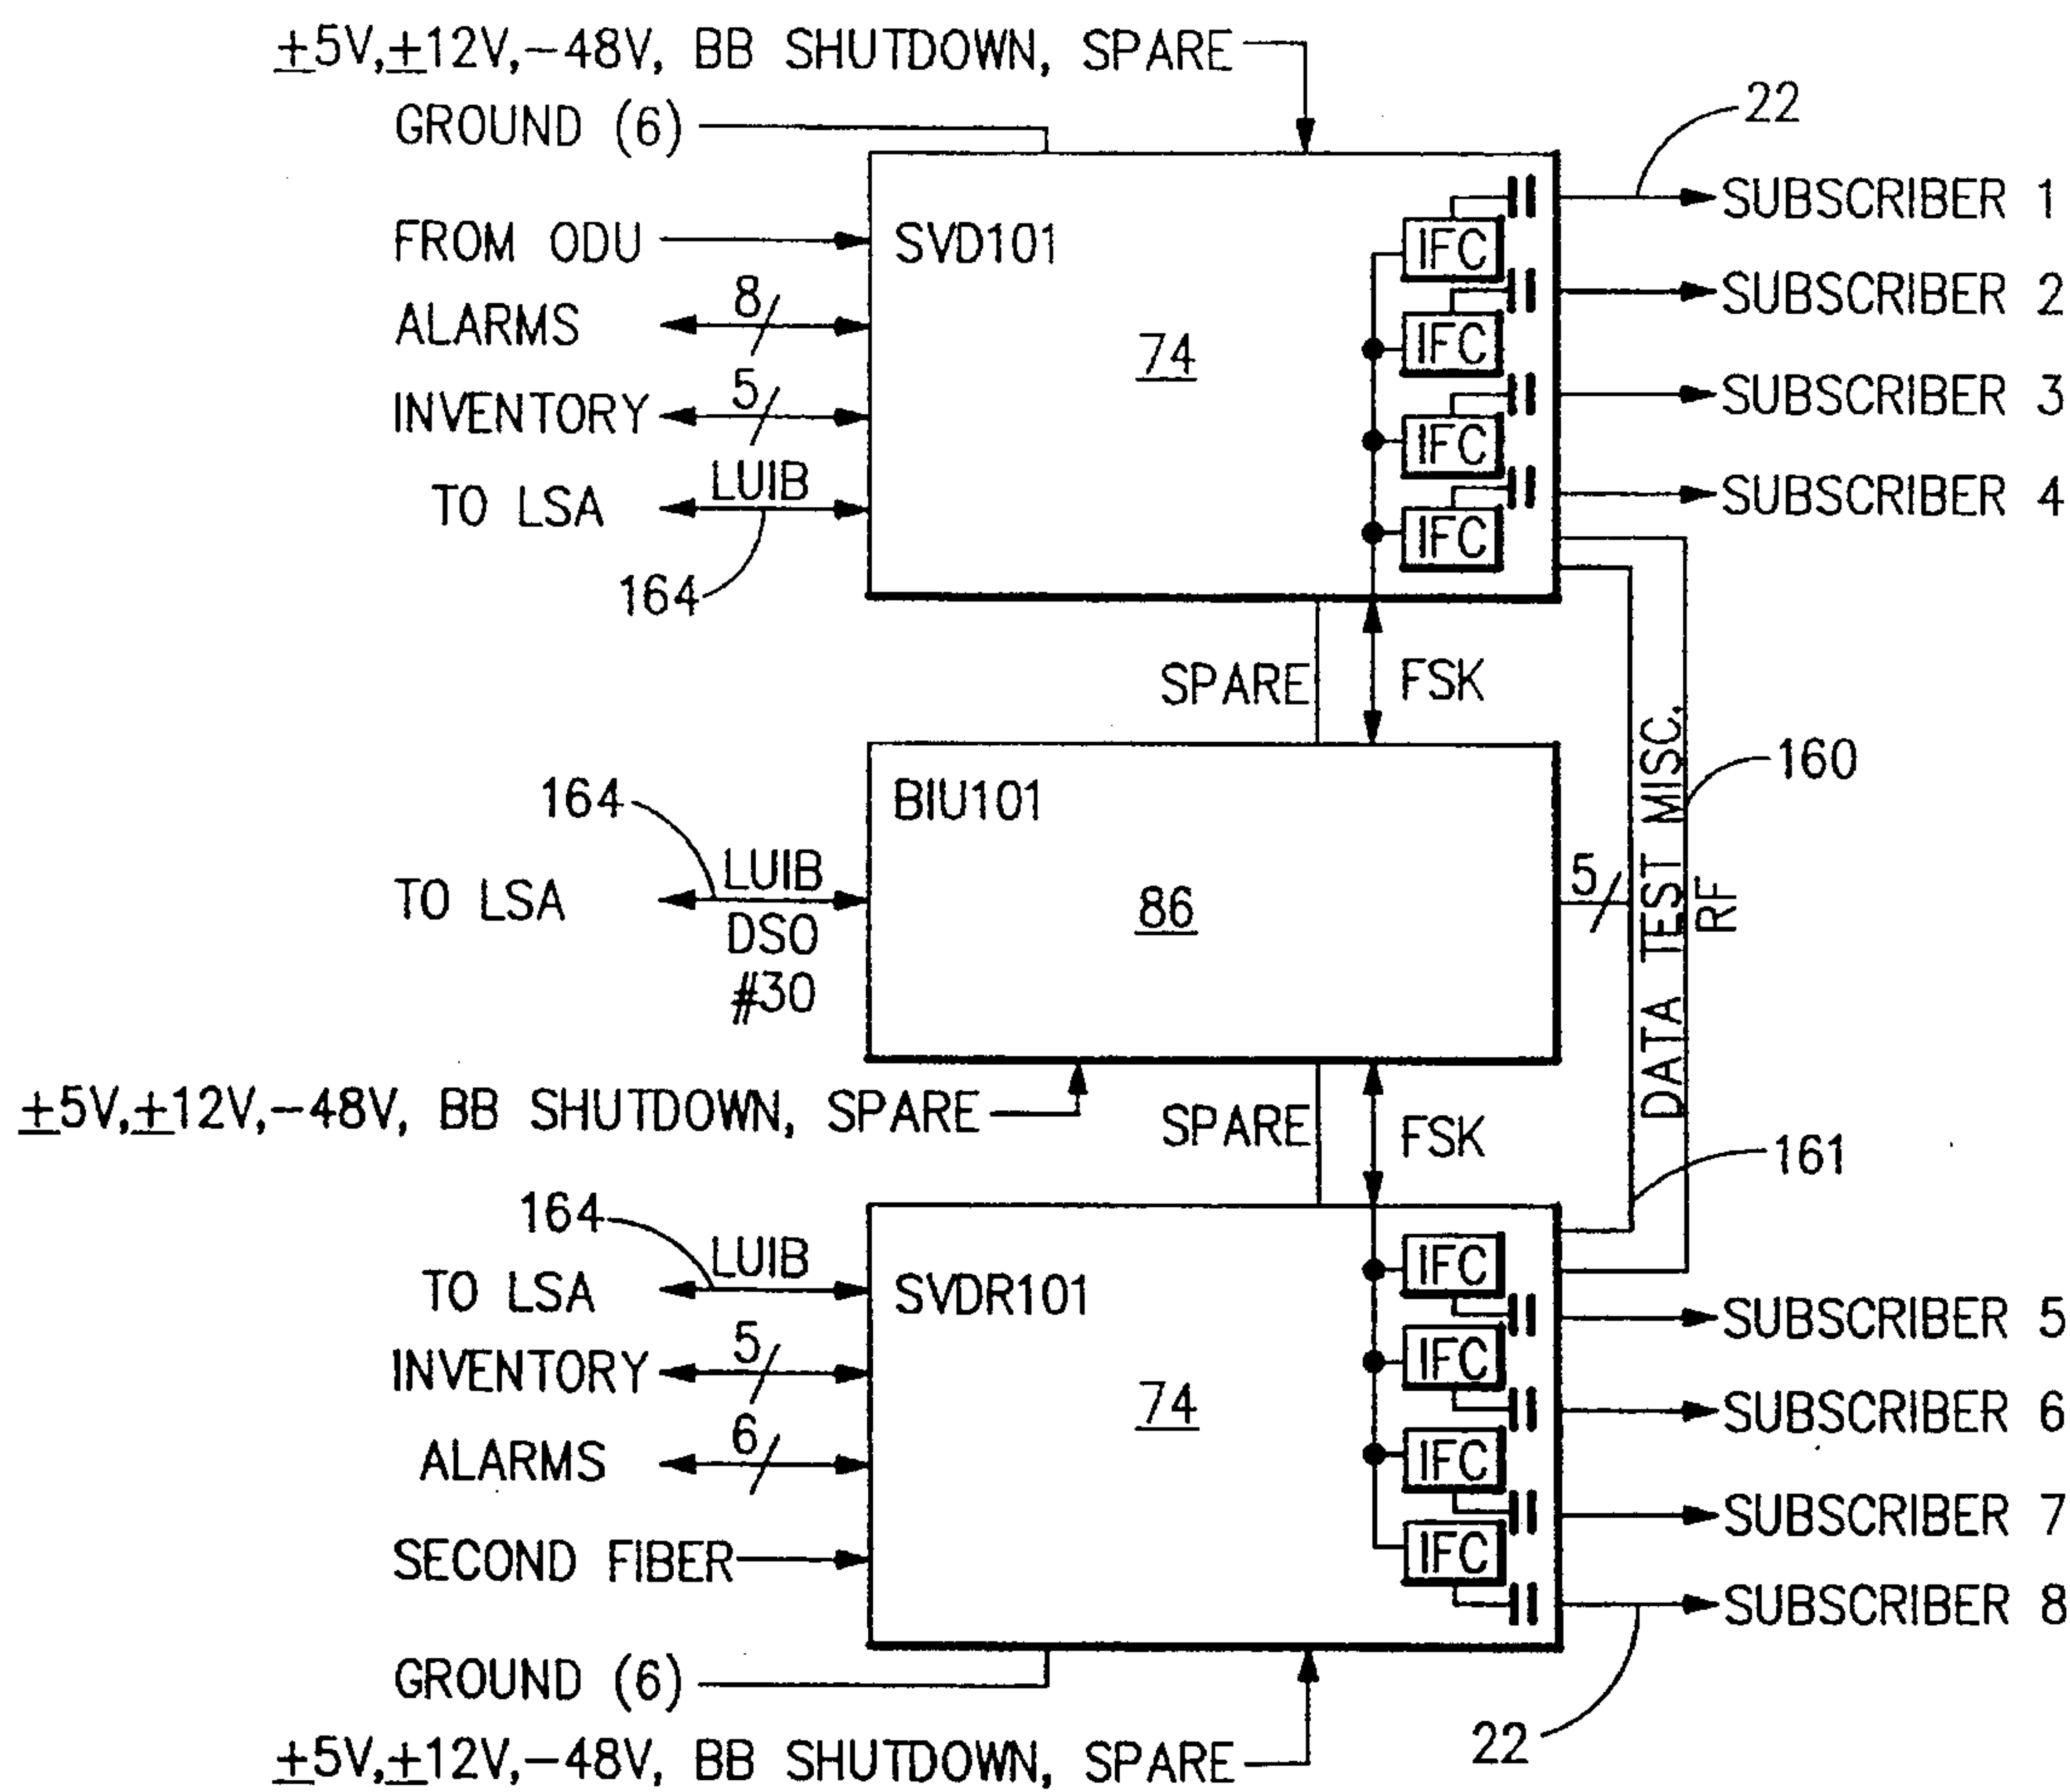 ±5V,±12V,-48V, BB SHUTDOWN, SPARE
GROUND (6)
22
FROM ODU
SVD101
IFC
SUBSCRIBER 1
ALARMS
8
74
IFC
SUBSCRIBER 2
INVENTORY
5
IFC
SUBSCRIBER 3
TO LSA
LUIB
IFC
SUBSCRIBER 4
164
SPARE
FSK
DATA TEST MISC,
RF
160
BIU101
164
TO LSA
LUIB
DSO
#30
86
5
±5V,±12V,-48V, BB SHUTDOWN, SPARE
SPARE
FSK
161
164
TO LSA
LUIB
SVDR101
IFC
SUBSCRIBER 5
INVENTORY
5
74
IFC
SUBSCRIBER 6
ALARMS
6
IFC
SUBSCRIBER 7
SECOND FIBER
IFC
SUBSCRIBER 8
GROUND (6)
22
±5V,±12V,-48V, BB SHUTDOWN, SPARE